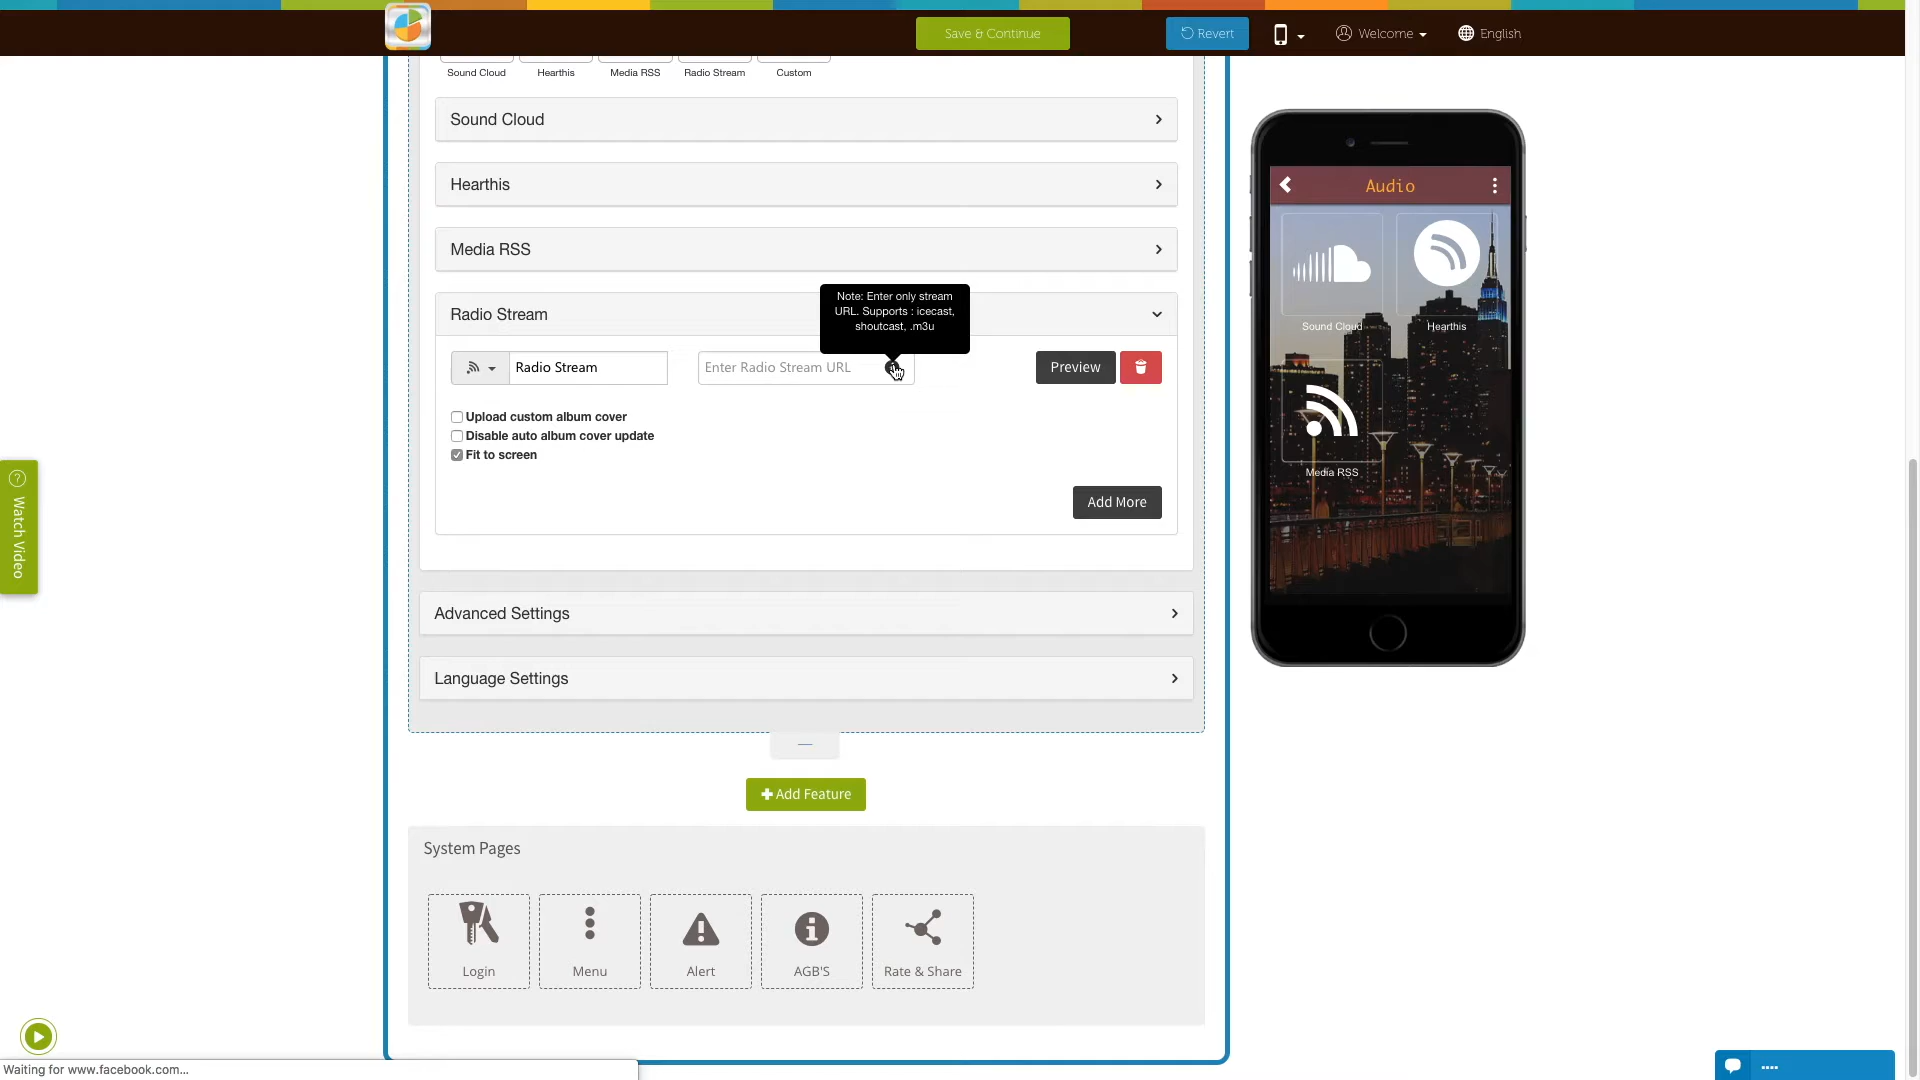 Save & Continue
Revert
Welcome
English
Sound Cloud
Hearthis
Media RSS
Radio Stream
Custom
Sound Cloud
Hearthis
Media RSS
Note: Enter only stream
URL. Supports : icecast,
shoutcast, .m3u
Radio Stream
Radio Stream
Enter Radio Stream URL
Preview
Upload custom album cover
Disable auto album cover update
Fit to screen
Add More
Advanced Settings
Language Settings
Add Feature
System Pages
Login
Menu
Alert
AGB'S
Rate & Share
Audio
Sound Cloud
Hearthis
Media RSS
Watch Video
Waiting for www.facebook.com...
....